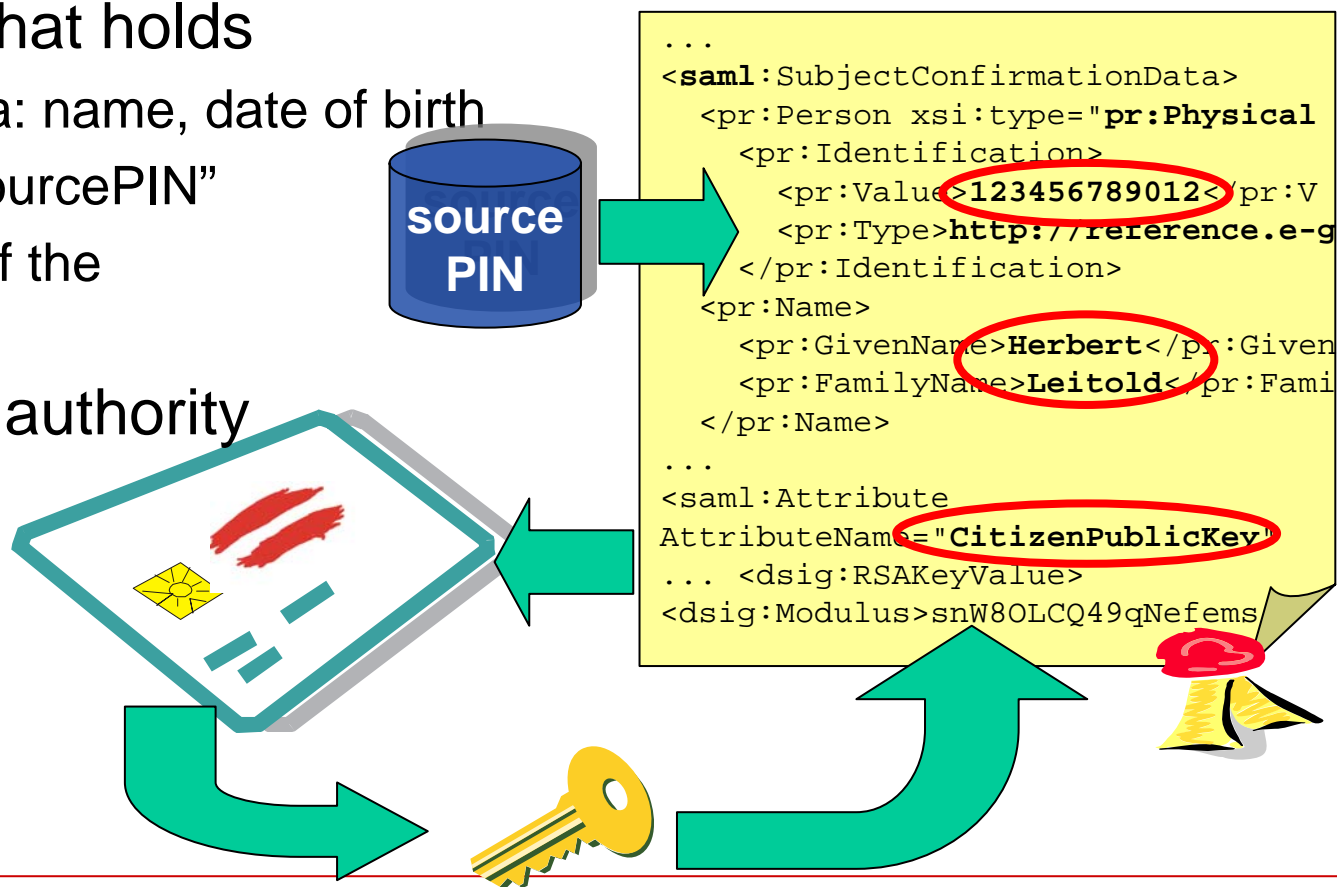 hat holds
a: name, date of birth
ourcePIN”
f the
authority
source
PIN
...
<saml:SubjectConfirmationData>
<pr:Person xsi:type="pr:Physical
<pr:Identification>
<pr:Value>123456789012</pr:V
<pr:Type>http://reference.e-g
</pr:Identification>
<pr:Name>
<pr:GivenName>Herbert</pr:Given
<pr:FamilyName>Leitold</pr:Fami
</pr:Name>
...
<saml:Attribute
AttributeName="CitizenPublicKey"
... <dsig:RSAKeyValue>
<dsig:Modulus>snW8OLCQ49qNefems